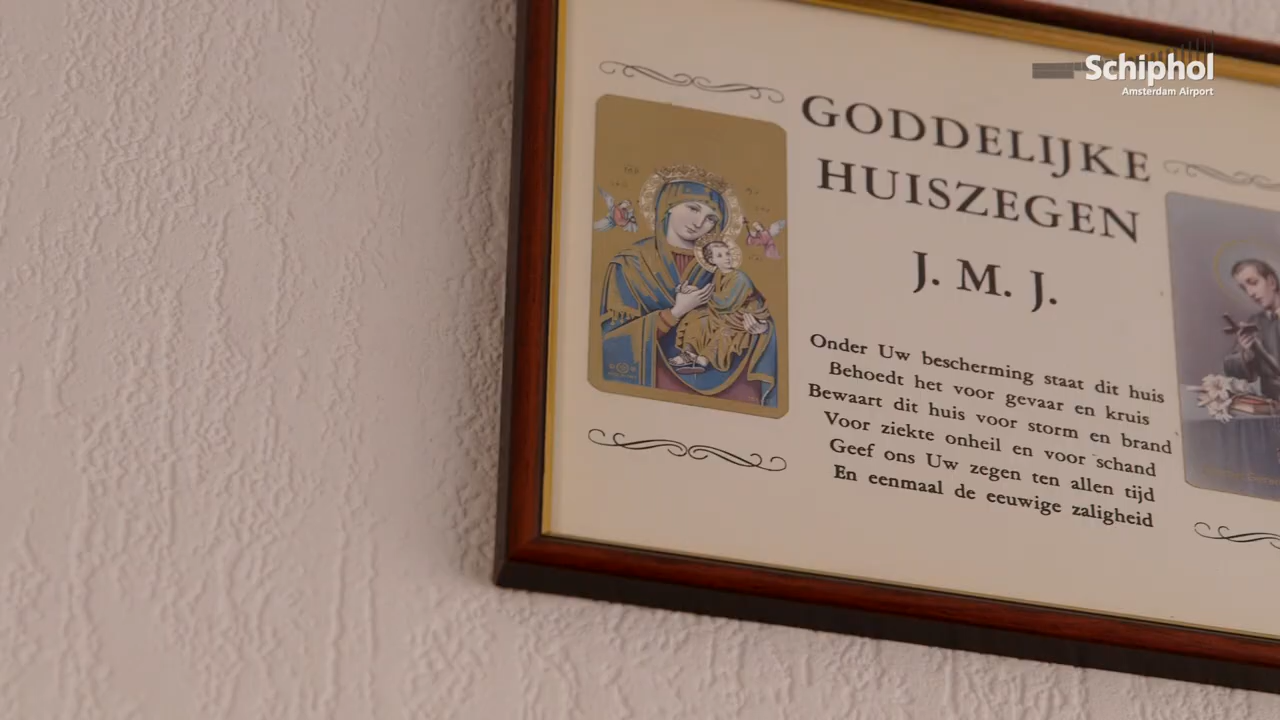 Schiphol
Amsterdam Airport
GODDELIJKE
HUISZEGEN
J. M. J.
Onder Uw bescherming staat dit huis
Behoedt het voor gevaar en kruis
Bewaart dit huis voor storm en brand
Voor ziekte onheil en voor schand
Geef ons Uw zegen ten allen tijd
En eenmaal de eeuwige zaligheid